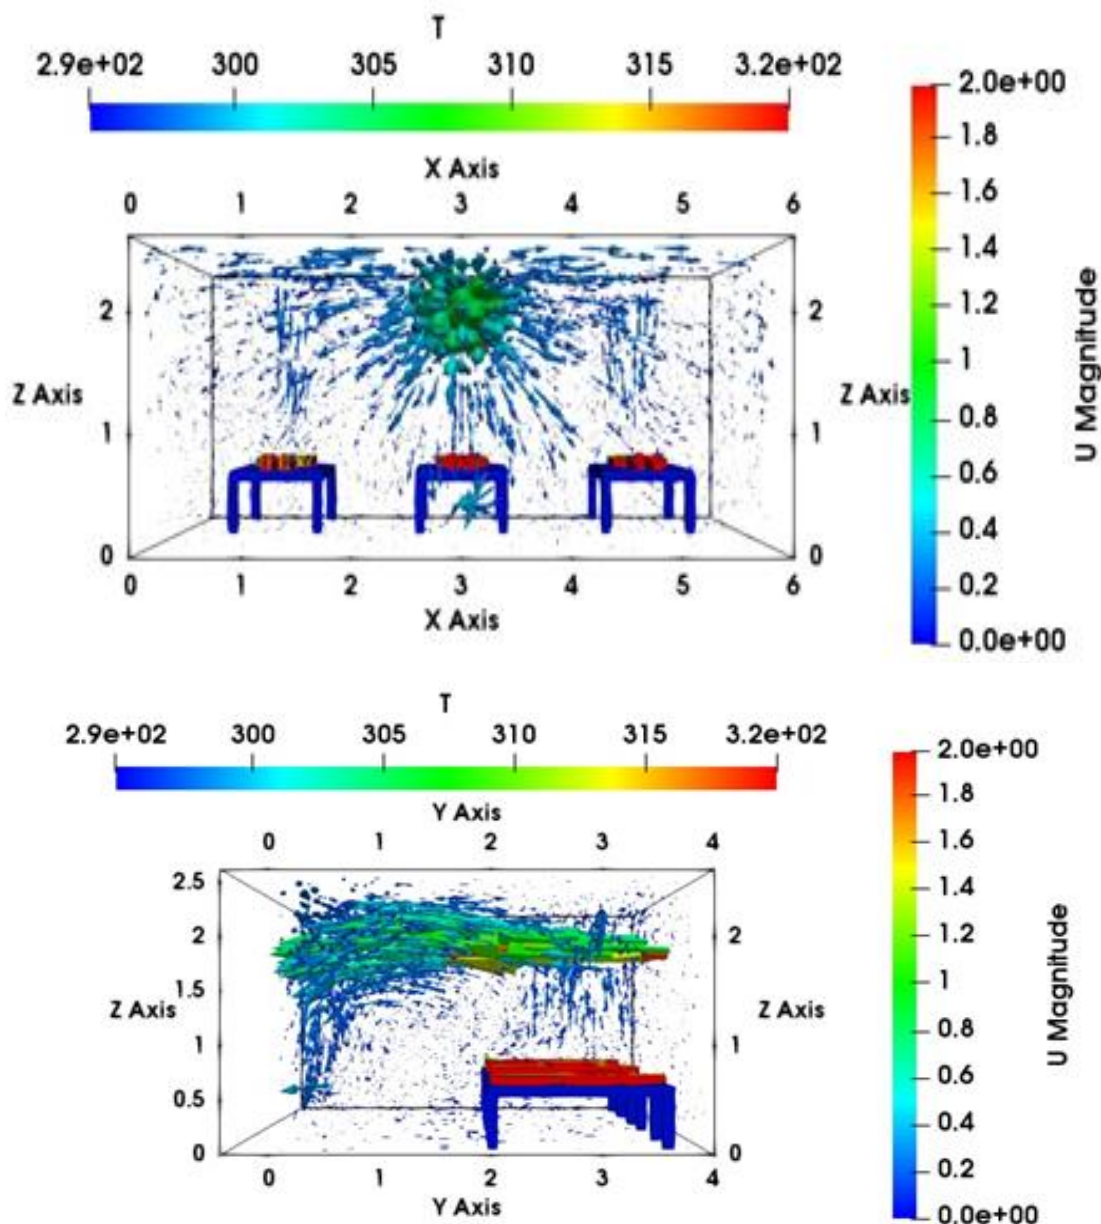 T
2.9e+02 300 305 310 315 3.2e+02
X Axis
0 1 2 3 4 5 6
2 2
Z Axis Z Axis
1 1
0 0
0 1 2 3 4 5 6
X Axis
2.0e+00
1.8
1.6
1.4
1.2
1
0.8
0.6
0.4
0.2
0.0e+00
U Magnitude
T
2.9e+02 300 305 310 315 3.2e+02
Y Axis
0 1 2 3 4
2.5
2 2
1.5
Z Axis Z Axis
1 1
0.5
0 0
0 1 2 3 4
Y Axis
2.0e+00
1.8
1.6
1.4
1.2
1
0.8
0.6
0.4
0.2
0.0e+00
U Magnitude